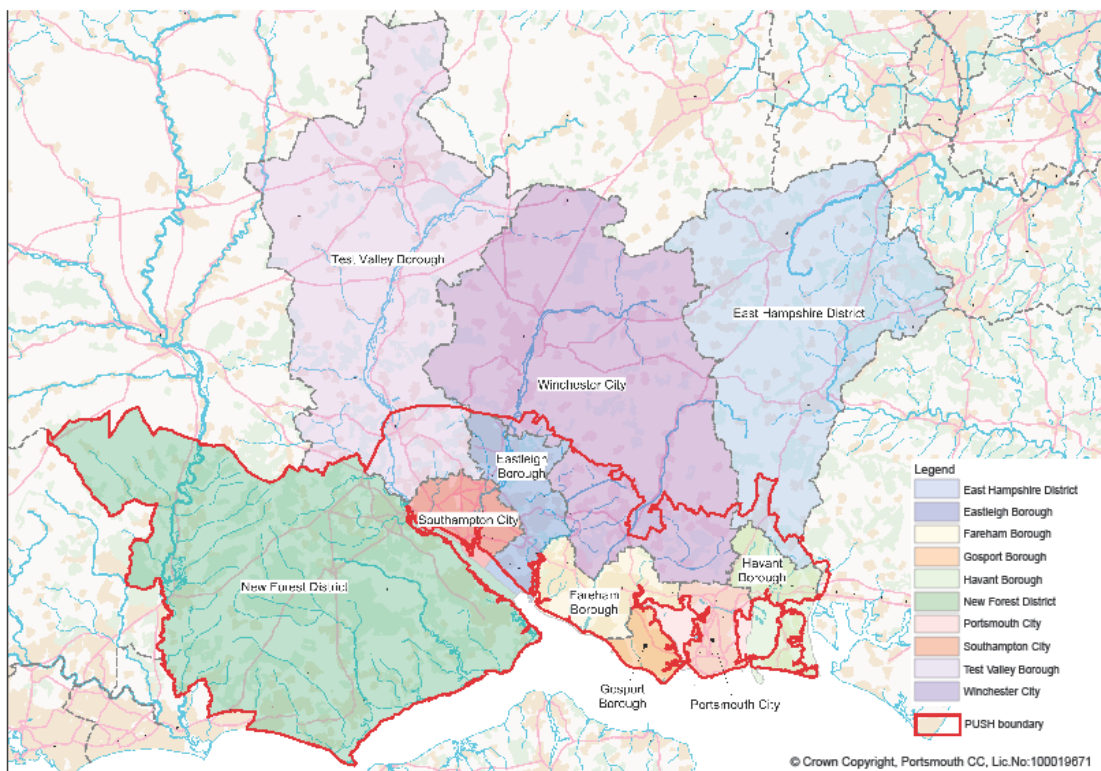 Test Valley Borough
East Hampshire District
Winchester City
Eastleigh
Borough
Southampton City
Havant
Borough
New Forest District
Fareham
Borough
Gosport
Borough
Portsmouth City
Legend
East Hampshire District
Eastleigh Borough
Fareham Borough
Gosport Borough
Havant Borough
New Forest District
Portsmouth City
Southampton City
Test Valley Borough
Winchester City
PUSH boundary
© Crown Copyright, Portsmouth CC, Lic.No:100019671